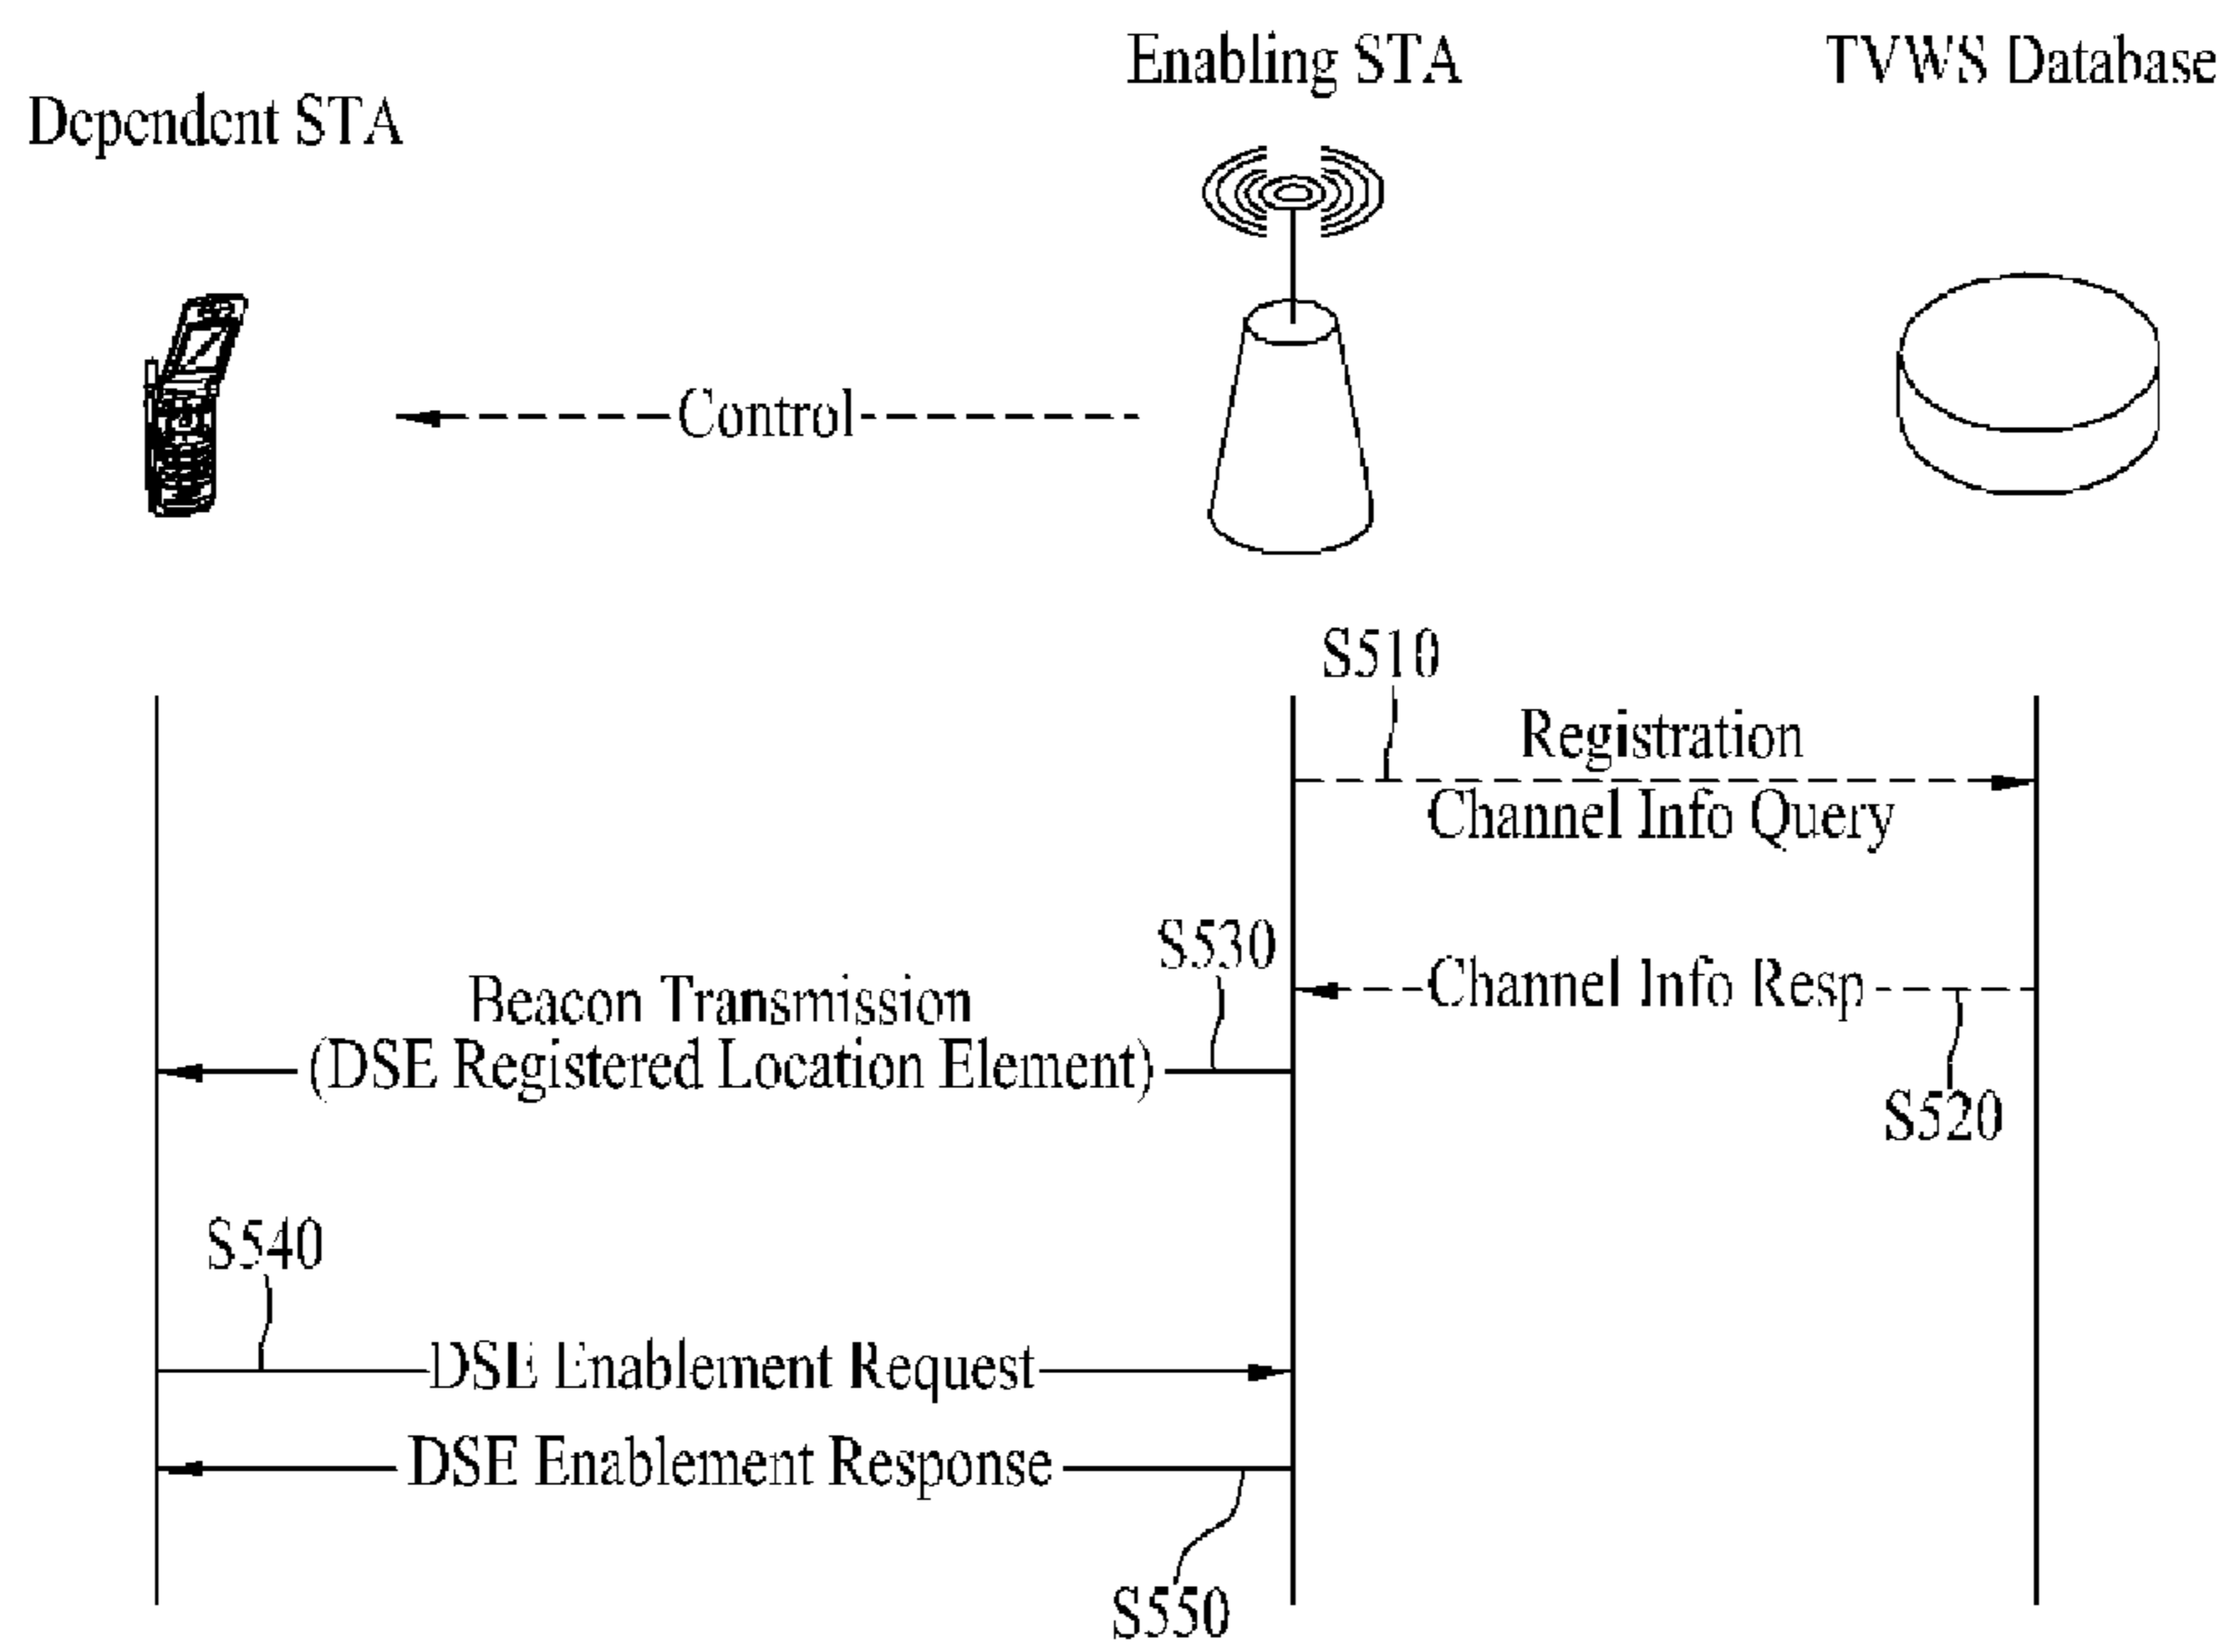 Enabling STA
TVWS Database
Dependent STA
Control
S510
Registration
Channel Info Query
S530
Channel Info Resp
Beacon Transmission
(DSE Registered Location Element)
S520
S540
DSE Enablement Request
DSE Enablement Response
S550